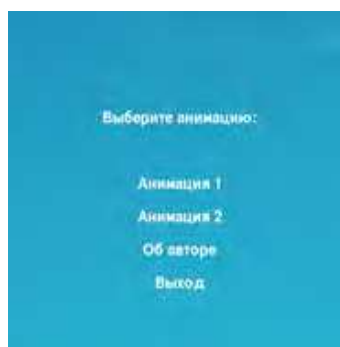 Выберите анимацию:
Анимация 1
Анимация 2
Об авторе
Выход